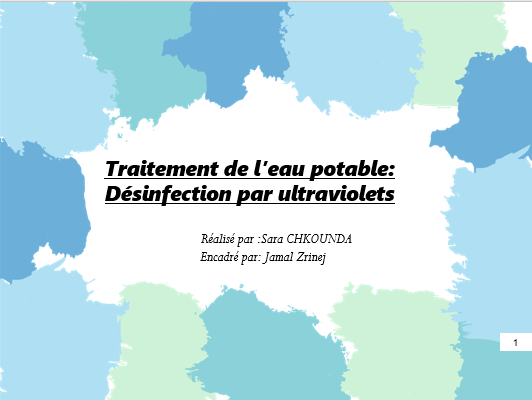 Traitement de l'eau potable:
Désinfection par ultraviolets
Réalisé par :Sara CHKOUNDA
Encadré par: Jamal Zrinej
1